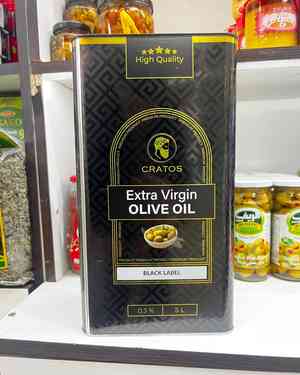 High Quality
CRATOS
Extra Virgin
OLIVE OIL
BLACK LABEL
0.3 %
5 L